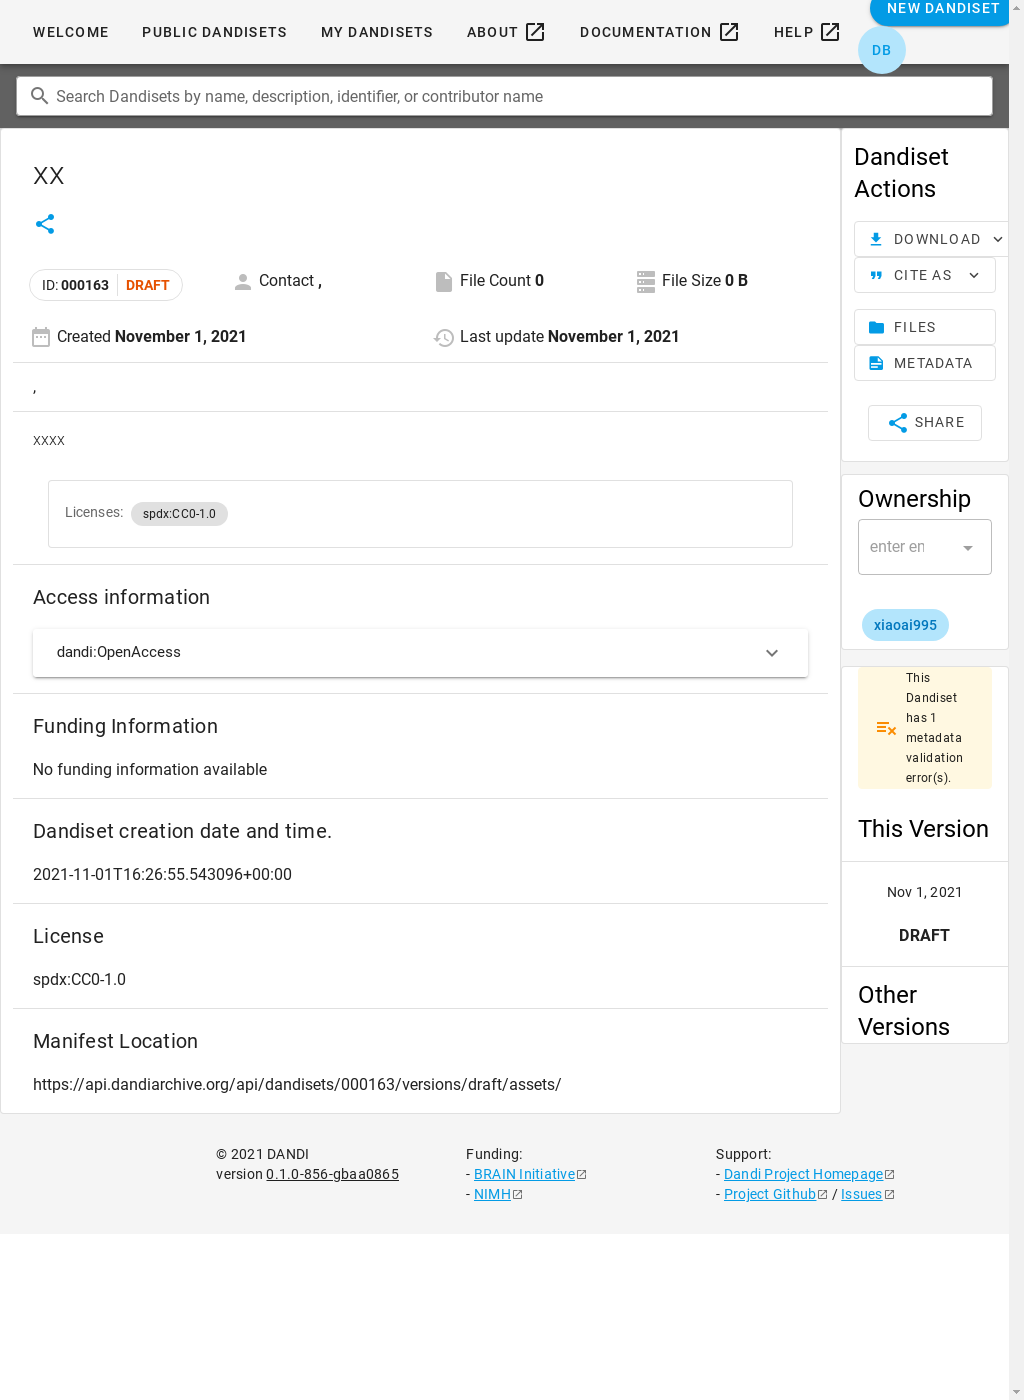 WELCOME PUBLIC DANDISETS MY DANDISETS ABOUT DOCUMENTATION HELP NEW DANDISET
DB
Search Dandisets by name, description, identifier, or contributor name
XX
ID: 000163 DRAFT Contact , File Count 0 File Size 0 B
Created November 1, 2021 Last update November 1, 2021
,
XXXX
Licenses: spdx:CC0-1.0
Access information
dandi:OpenAccess
Funding Information
No funding information available
Dandiset creation date and time.
2021-11-01T16:26:55.543096+00:00
License
spdx:CC0-1.0
Manifest Location
https://api.dandiarchive.org/api/dandisets/000163/versions/draft/assets/
Dandiset
Actions
DOWNLOAD
CITE AS
FILES
METADATA
SHARE
Ownership
enter en
xiaoai995
This
Dandiset
has 1
metadata
validation
error(s).
This Version
Nov 1, 2021
DRAFT
Other
Versions
© 2021 DANDI
version 0.1.0-856-gbaa0865
Funding:
- BRAIN Initiative
- NIMH
Support:
- Dandi Project Homepage
- Project Github / Issues